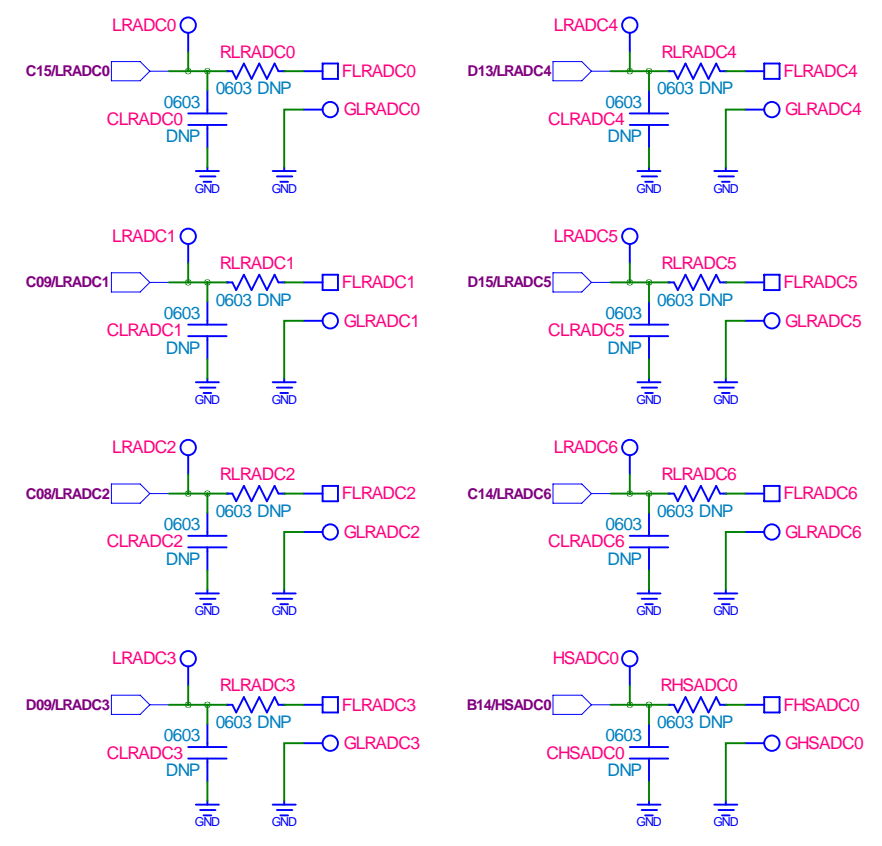 LRADC0
RLRADC0
C15/LRADC0
FLRADC0
0603 DNP
0603
CLRADC0
DNP
GLRADC0
GND
GND
LRADC4
RLRADC4
D13/LRADC4
FLRADC4
0603 DNP
0603
CLRADC4
DNP
GLRADC4
GND
GND
LRADC1
RLRADC1
C09/LRADC1
FLRADC1
0603 DNP
0603
CLRADC1
DNP
GLRADC1
GND
GND
LRADC5
RLRADC5
D15/LRADC5
FLRADC5
0603 DNP
0603
CLRADC5
DNP
GLRADC5
GND
GND
LRADC2
RLRADC2
C08/LRADC2
FLRADC2
0603 DNP
0603
CLRADC2
DNP
GLRADC2
GND
GND
LRADC6
RLRADC6
C14/LRADC6
FLRADC6
0603 DNP
0603
CLRADC6
DNP
GLRADC6
GND
GND
LRADC3
RLRADC3
D09/LRADC3
FLRADC3
0603 DNP
0603
CLRADC3
DNP
GLRADC3
GND
GND
HSADC0
RHSADC0
B14/HSADC0
FHSADC0
0603 DNP
0603
CHSADC0
DNP
GHSADC0
GND
GND